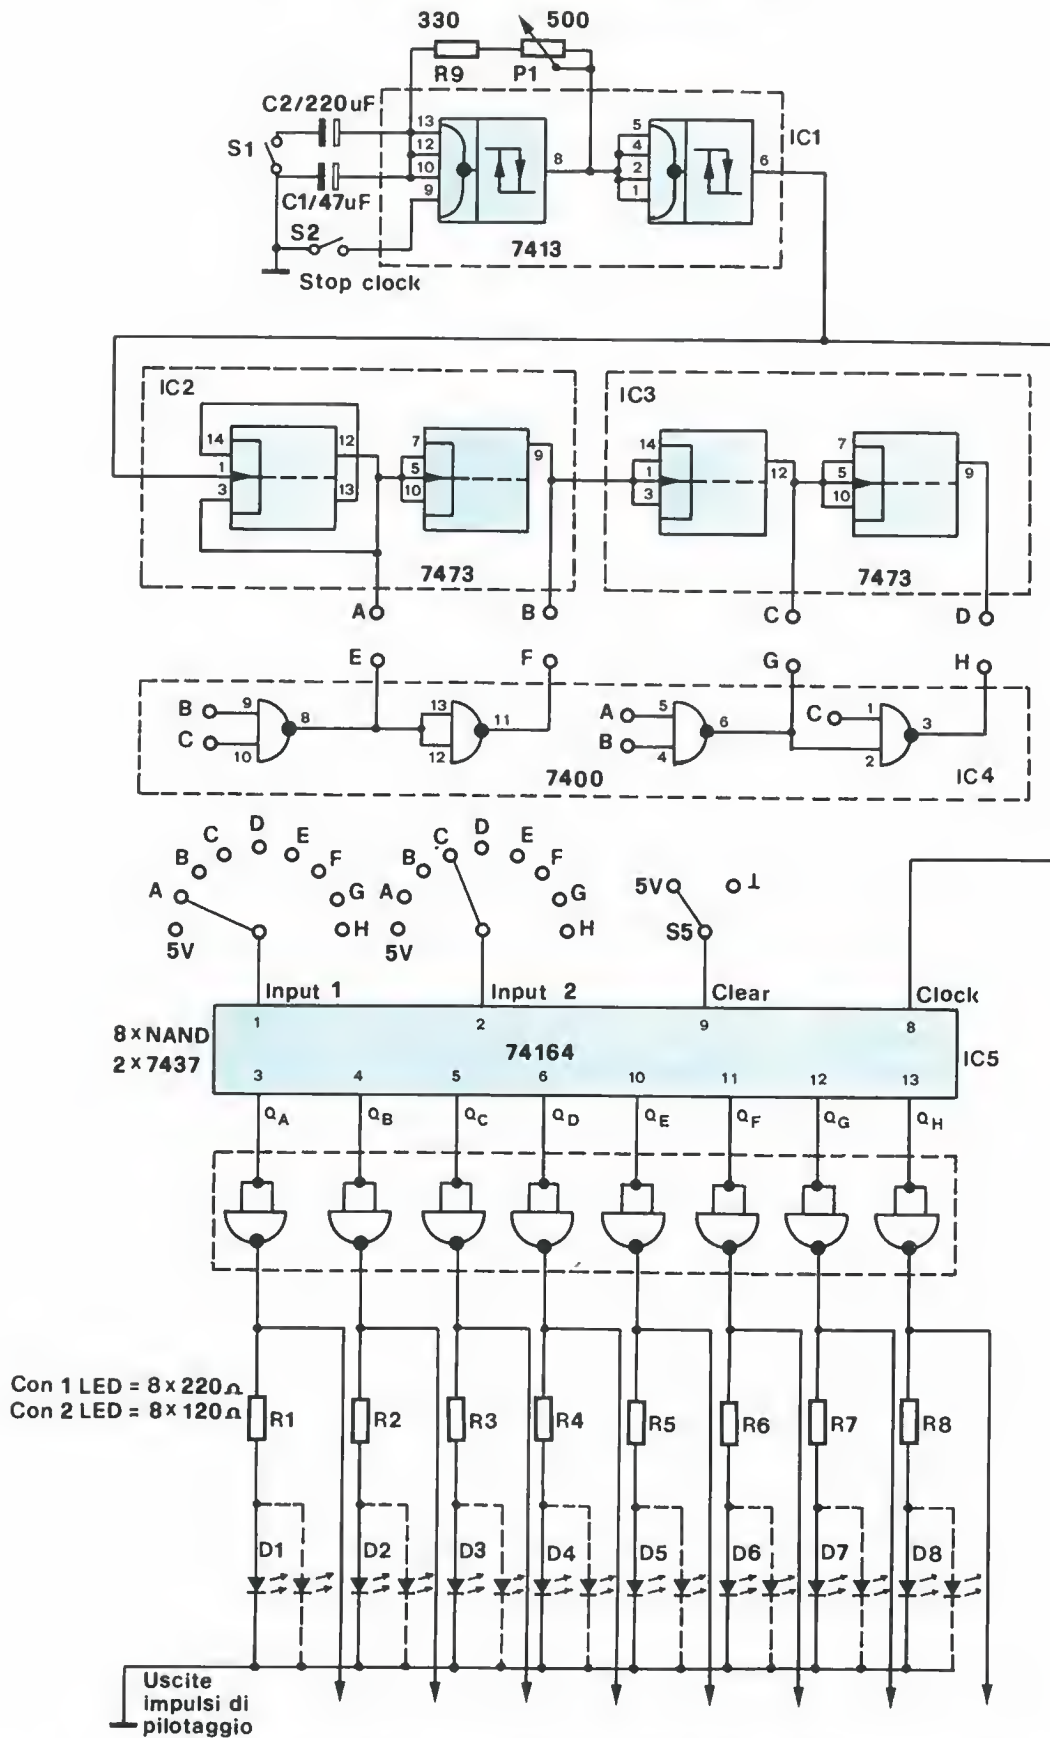 330 500
R9 P1
C2/220uF
S1
C1/47uF
S2
Stop clock
13
12
10
9
8
5
4
2
1
6
IC1
7413
IC2
14
1
3
12
13
7
5
10
9
7473
IC3
14
1
3
12
7
5
10
9
7473
A B C D
E F G H
B 9
C 10
8
13
12
11
A 5
B 4
6
C 1
2
3
7400
IC4
5V A B C D E F G H
5V A B C D E F G H
5V ⊥
S5
Input 1 Input 2 Clear Clock
1 2 9 8
8 x NAND
2 x 7437
74164
IC5
3 4 5 6 10 11 12 13
QA QB QC QD QE QF QG QH
Con 1 LED = 8 x 220Ω
Con 2 LED = 8 x 120Ω
R1 R2 R3 R4 R5 R6 R7 R8
D1 D2 D3 D4 D5 D6 D7 D8
Uscite
impulsi di
pilotaggio